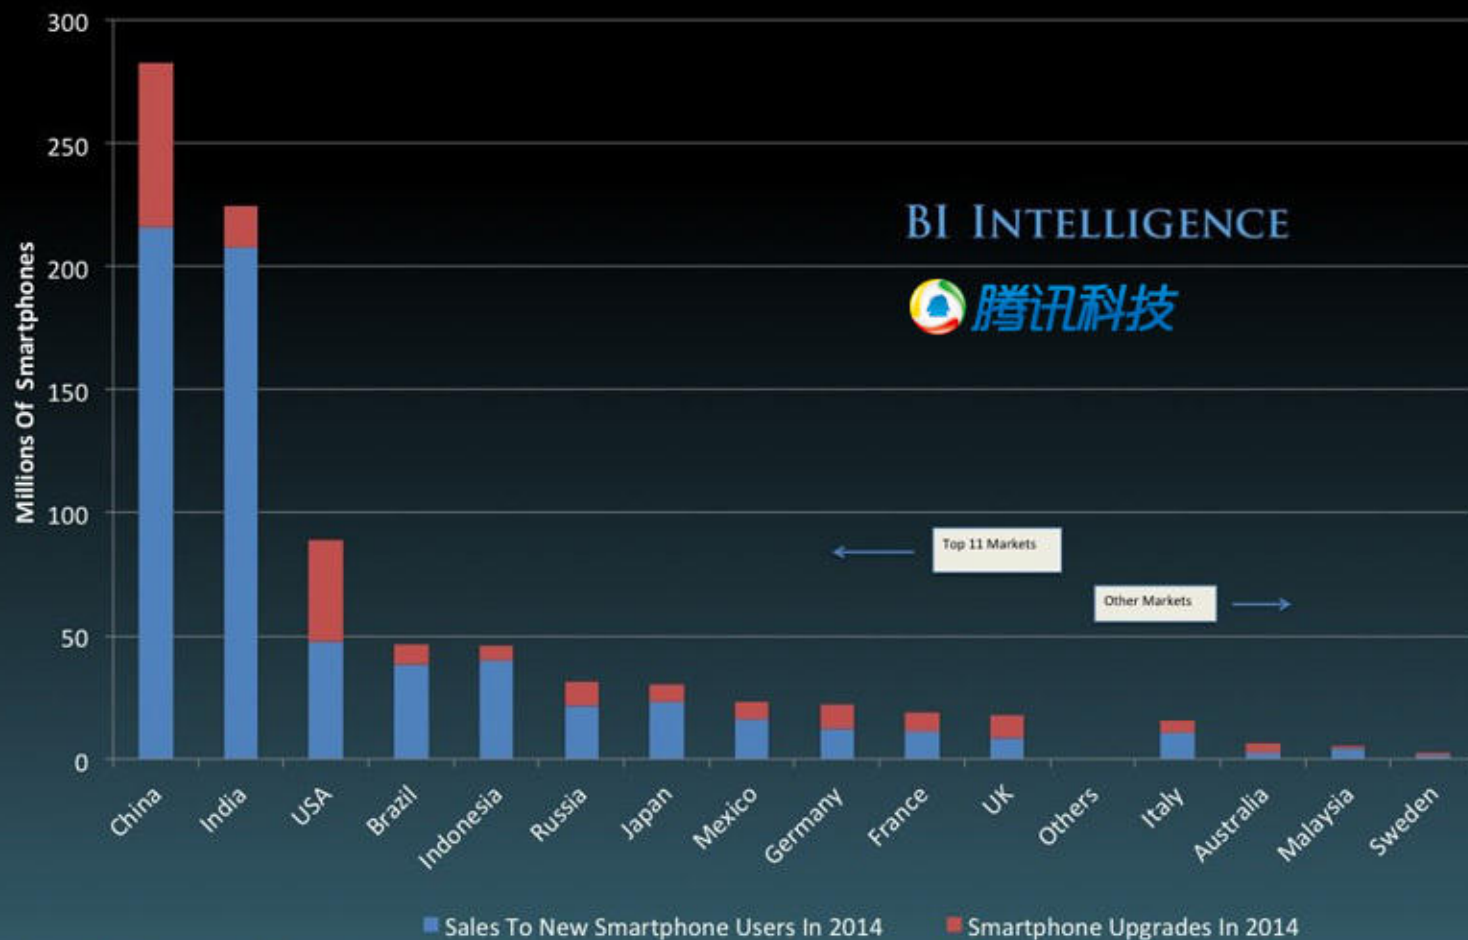 300
250
200
150
100
50
0
Millions Of Smartphones
BI INTELLIGENCE
腾讯科技
Top 11 Markets
Other Markets
China
India
USA
Brazil
Indonesia
Russia
Japan
Mexico
Germany
France
UK
Others
Italy
Australia
Malaysia
Sweden
Sales To New Smartphone Users In 2014
Smartphone Upgrades In 2014